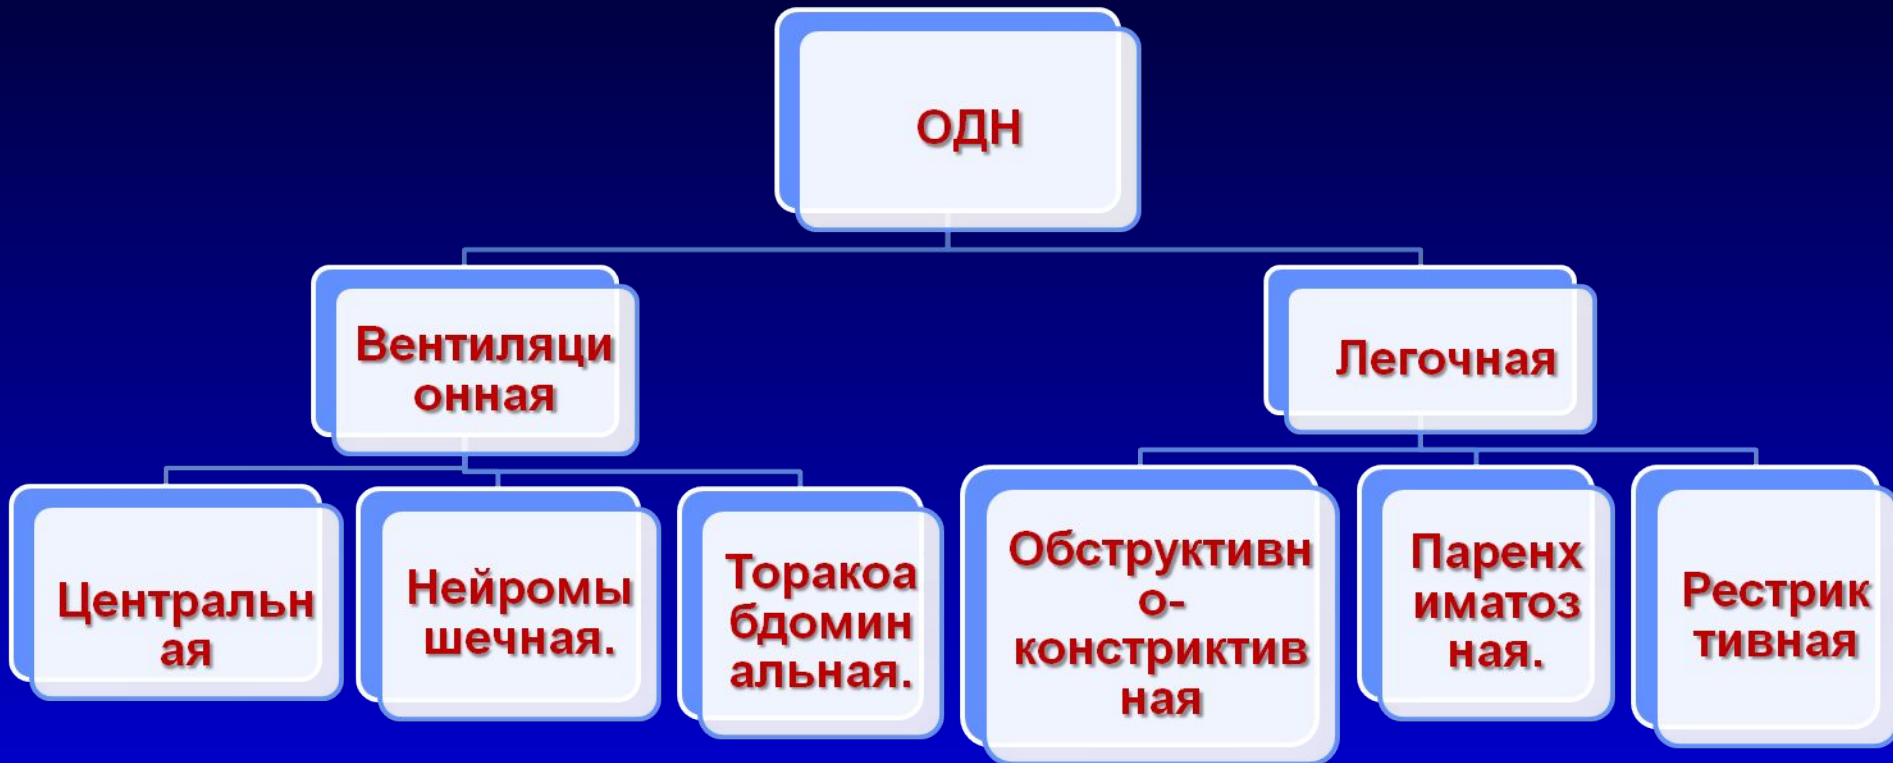 ОДН
Вентиляци
онная
Легочная
Центральн
ая
Нейромы
шечная.
Торакоа
бдомин
альная.
Обструктивн
о-
констриктив
ная
Паренх
иматоз
ная.
Рестрик
тивная